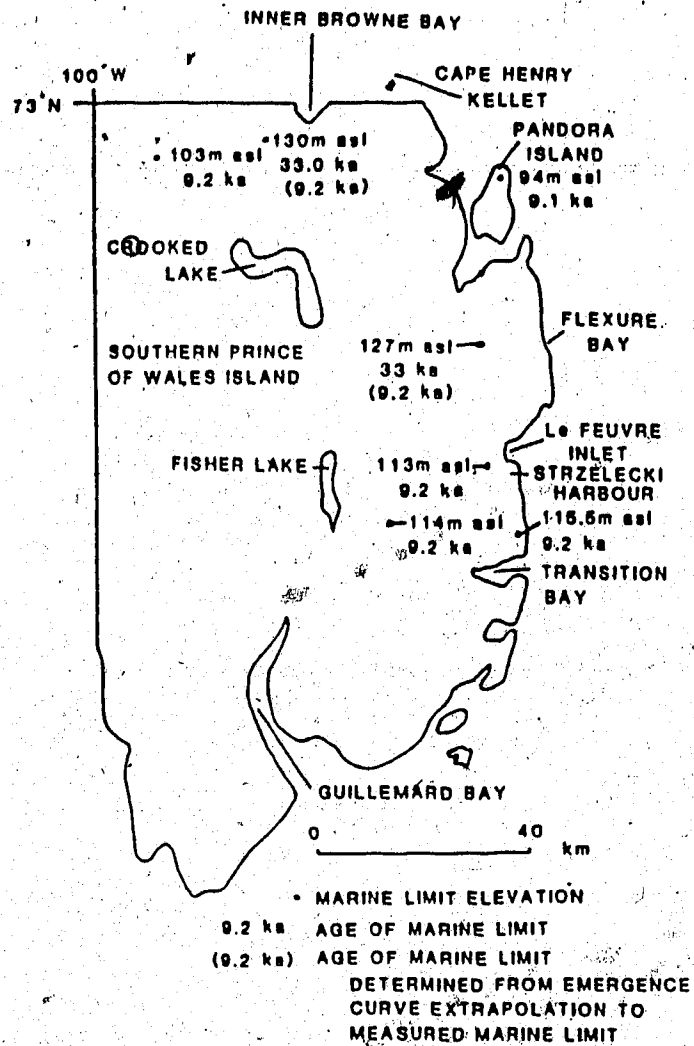 INNER BROWNE BAY
100°W
CAPE HENRY
KELLET
73°N
PANDORA
ISLAND
130m asl
33.0 ka
(9.2 ka)
103m asl
9.2 ka
94m asl
9.1 ka
CROOKED
LAKE
127m asl
33 ka
(9.2 ka)
FLEXURE
BAY
SOUTHERN PRINCE
OF WALES ISLAND
Le FEUVRE
INLET
FISHER LAKE
113m asl
9.2 ka
STRZELECKI
HARBOUR
114m asl
9.2 ka
115.5m asl
9.2 ka
TRANSITION
BAY
GUILLEMARD BAY
0 40
km
• MARINE LIMIT ELEVATION
9.2 ka AGE OF MARINE LIMIT
(9.2 ka) AGE OF MARINE LIMIT
DETERMINED FROM EMERGENCE
CURVE EXTRAPOLATION TO
MEASURED MARINE LIMIT